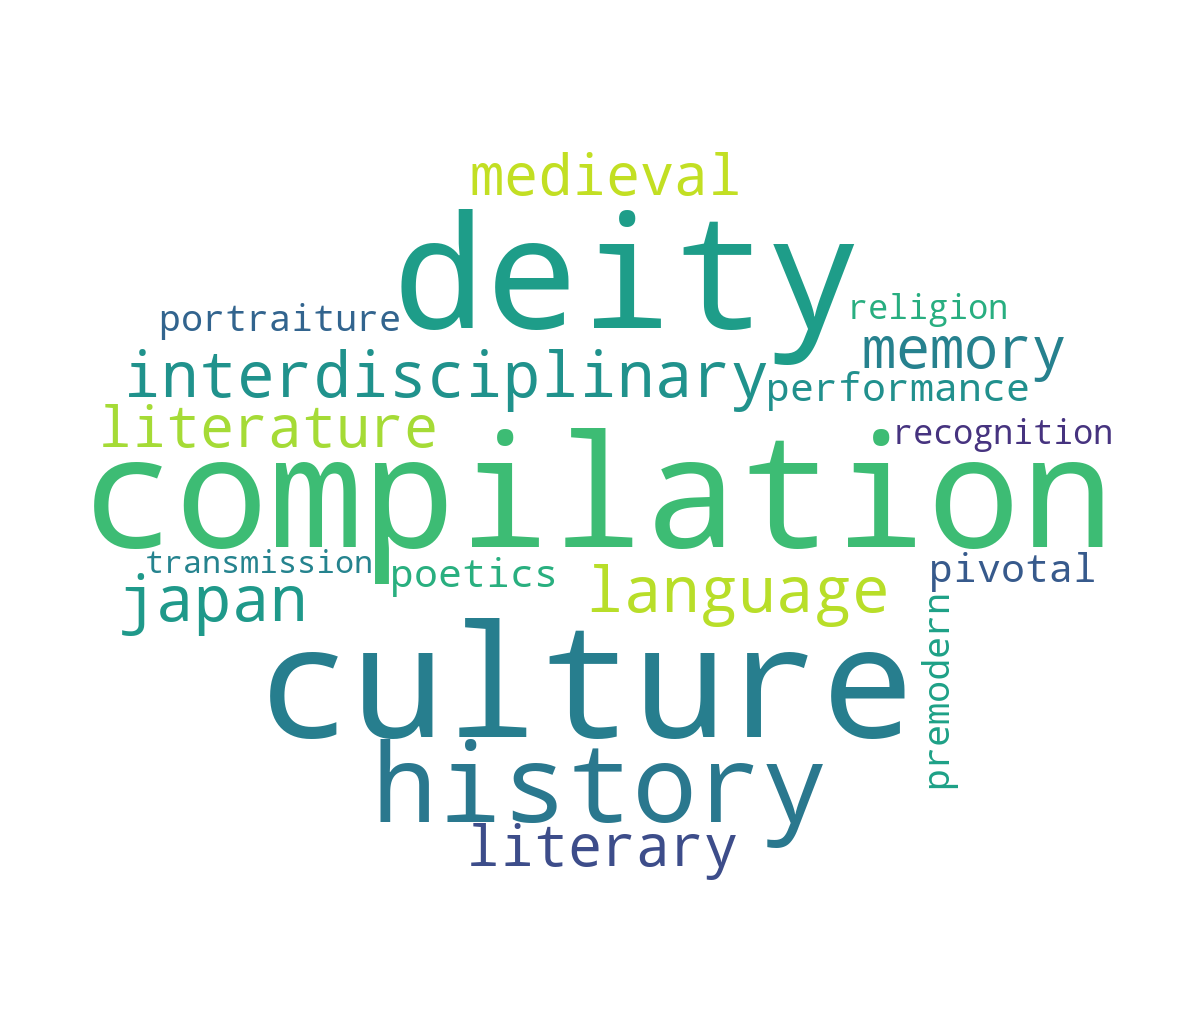 medieval
deity
portraiture
religion
interdisciplinary
memory
performance
literature
recognition
compilation
transmission
poetics
language
pivotal
japan
premodern
culture
history
literary